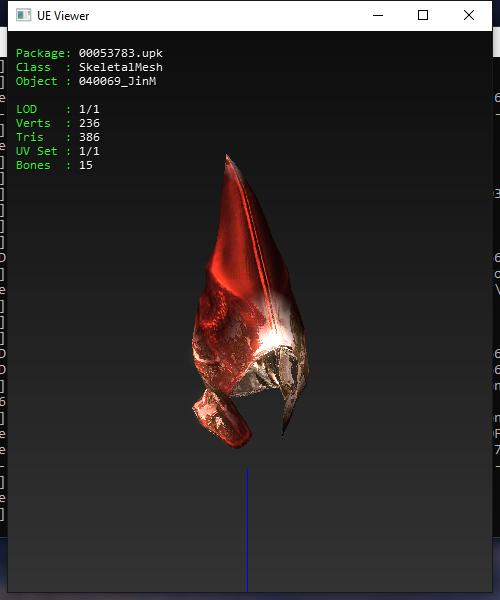 UE Viewer
Package: 00053783.upk
Class : SkeletalMesh
Object : 040069_JinM
LOD : 1/1
Verts : 236
Tris : 386
UV Set : 1/1
Bones : 15